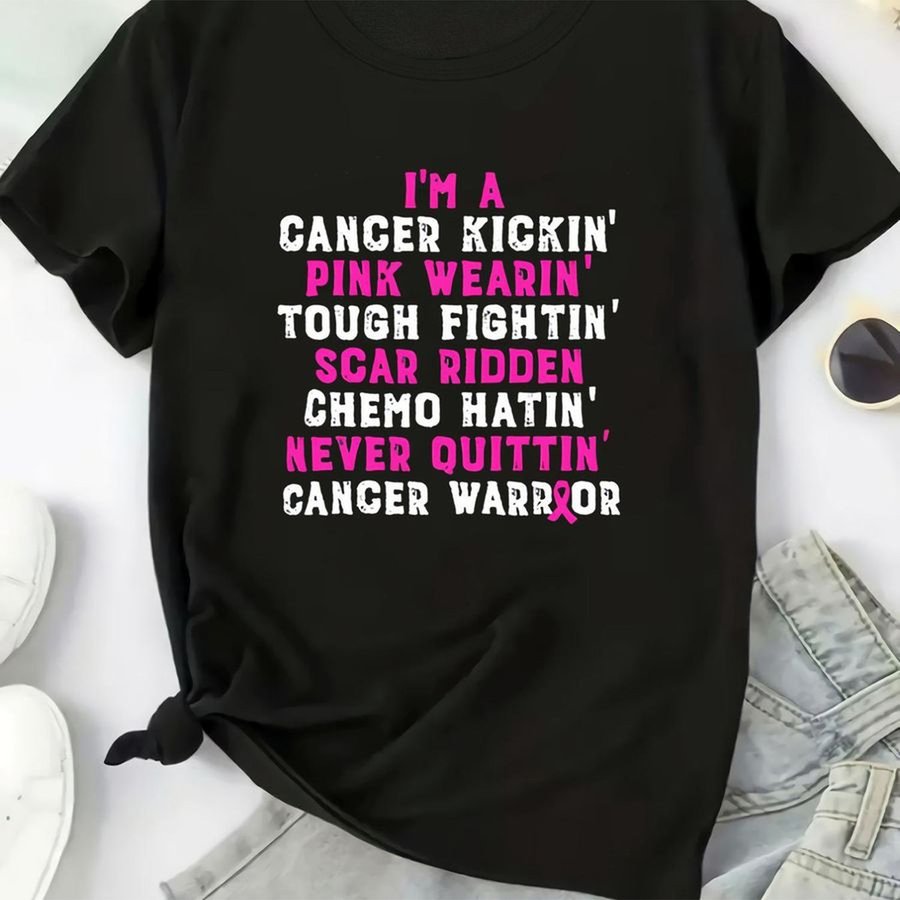 I'M A
CANCER KICKIN'
PINK WEARIN'
TOUGH FIGHTIN'
SCAR RIDDEN
CHEMO HATIN'
NEVER QUITTIN'
CANCER WARRIOR